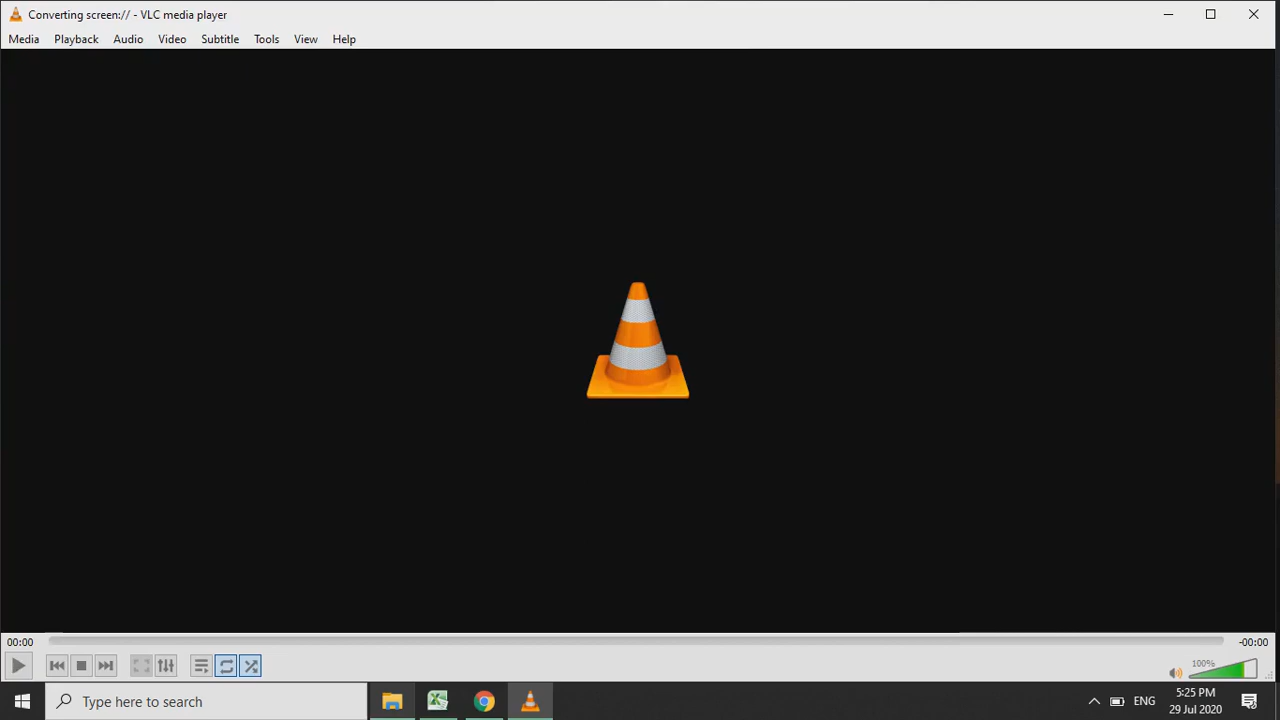 Converting screen:// - VLC media player
Media Playback Audio Video Subtitle Tools View Help
00:00
-00:00
100%
Type here to search
ENG
5:25 PM
29 Jul 2020